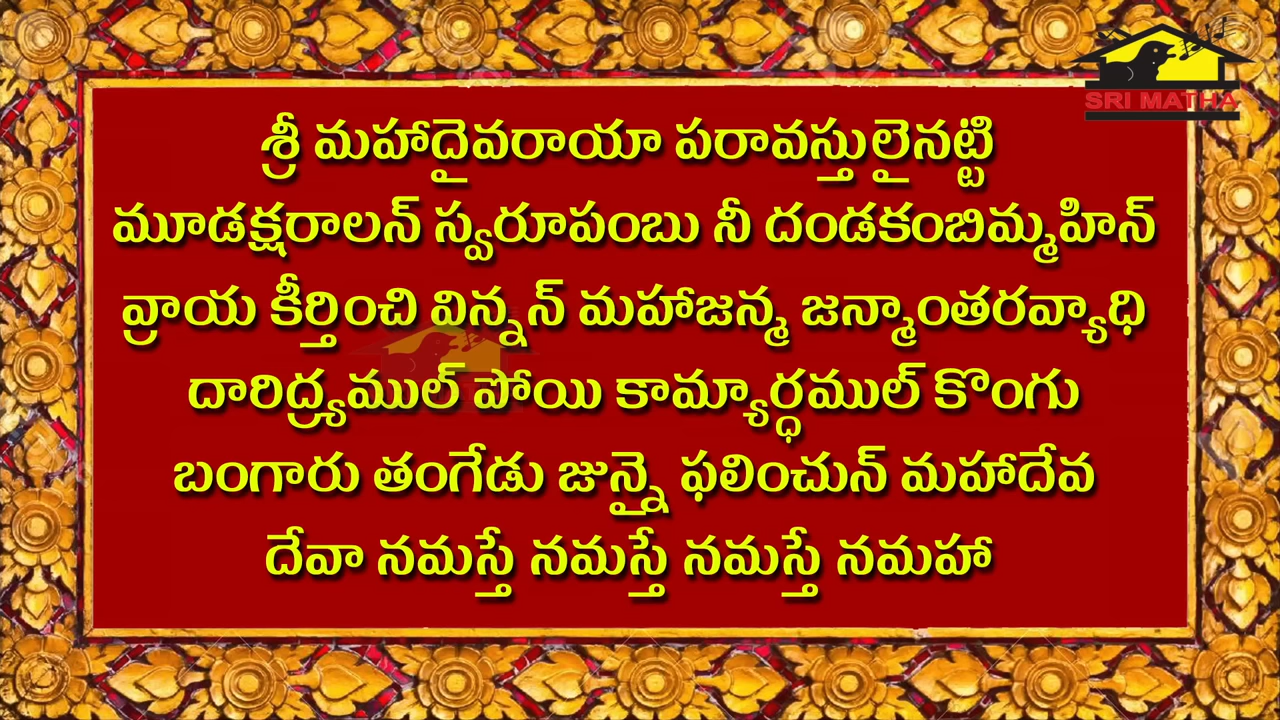 SRI MATHA
శ్రీ మహాదైవరాయా పరావస్తులైనట్టి
మూడక్షరాలన్ స్వరూపంబు నీ దండకంబిమ్మహిన్
వ్రాయ కీర్తించి విన్నన్ మహాజన్మ జన్మాంతరవ్యాధి
దారిద్ర్యముల్ పోయి కామ్యార్ధముల్ కొంగు
బంగారు తంగేడు జున్నై ఫలించున్ మహాదేవ
దేవా నమస్తే నమస్తే నమస్తే నమహా